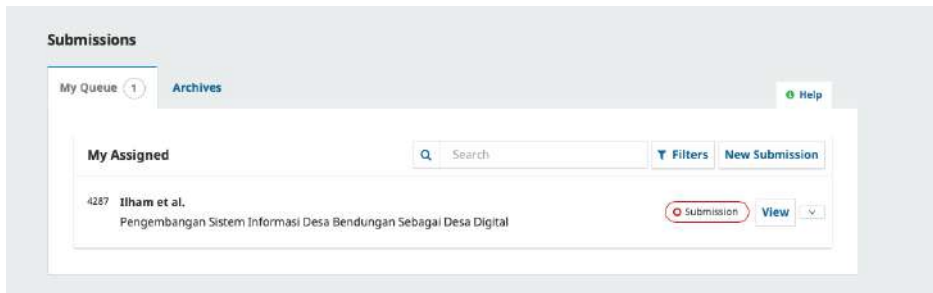 Submissions
My Queue 1 Archives
Help
My Assigned Search Filters New Submission
4287 Ilham et al. Submission View
Pengembangan Sistem Informasi Desa Bendungan Sebagai Desa Digital